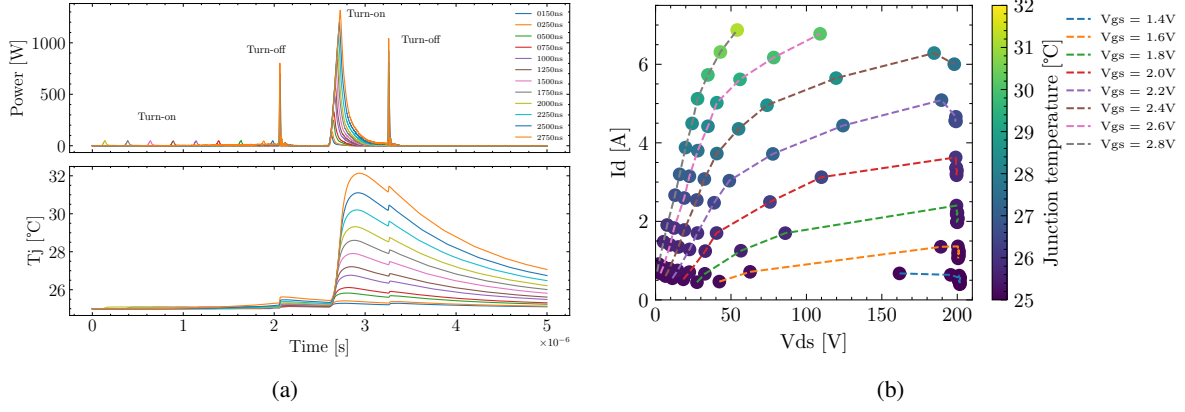 Power [W]
1000
500
0
Turn-on
Turn-off
Turn-on
Turn-off
0150ns
0250ns
0500ns
0750ns
1000ns
1250ns
1500ns
1750ns
2000ns
2250ns
2500ns
2750ns
Tj [℃]
32
30
28
26
0
1
2
3
4
5
×10⁻⁶
Time [s]
(a)
Id [A]
6
4
2
0
0
50
100
150
200
Vds [V]
32
31
30
29
28
27
26
25
Junction temperature [℃]
Vgs = 1.4V
Vgs = 1.6V
Vgs = 1.8V
Vgs = 2.0V
Vgs = 2.2V
Vgs = 2.4V
Vgs = 2.6V
Vgs = 2.8V
(b)